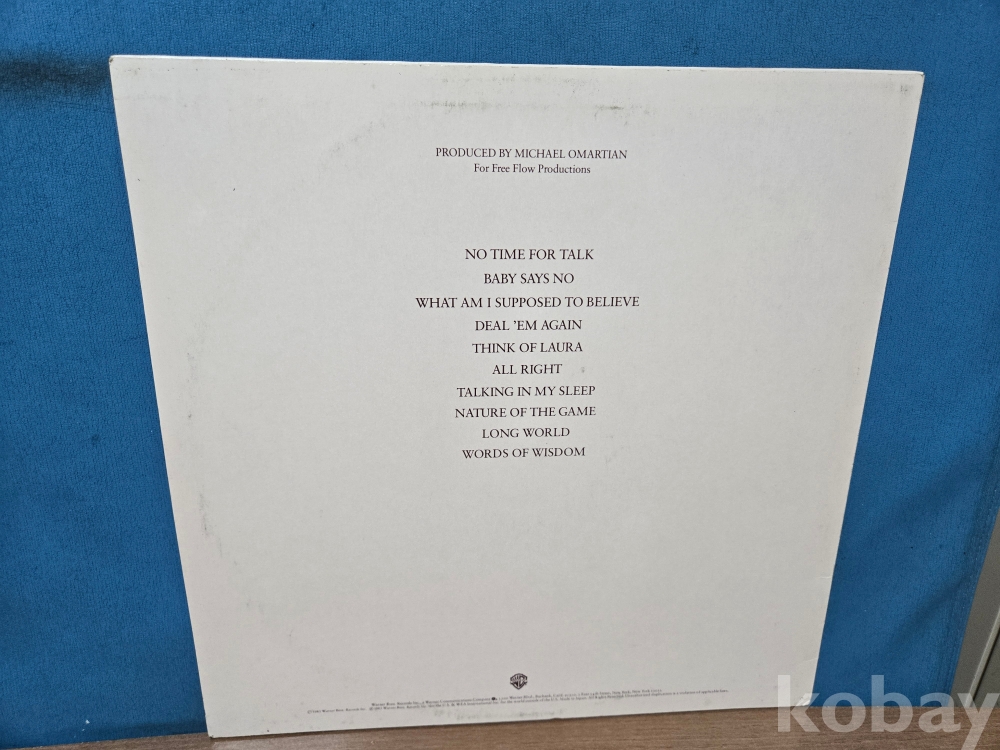 PRODUCED BY MICHAEL OMARTIAN
For Free Flow Productions
NO TIME FOR TALK
BABY SAYS NO
WHAT AM I SUPPOSED TO BELIEVE
DEAL 'EM AGAIN
THINK OF LAURA
ALL RIGHT
TALKING IN MY SLEEP
NATURE OF THE GAME
LONG WORLD
WORDS OF WISDOM
kobay